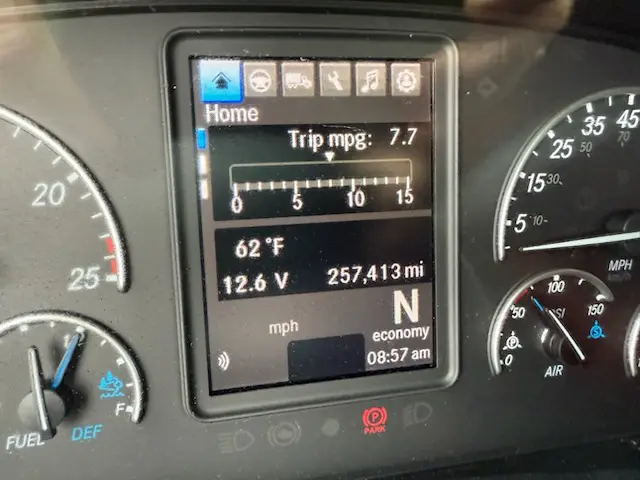 Home
Trip mpg: 7.7
0 5 10 15
62 °F
12.6 V 257,413 mi
N
mph economy
08:57 am
20
25
FUEL DEF F
PARK
5 15 25 35 45
10 30 50 70
MPH
km/h
0 50 100 150
PSI
P S
AIR